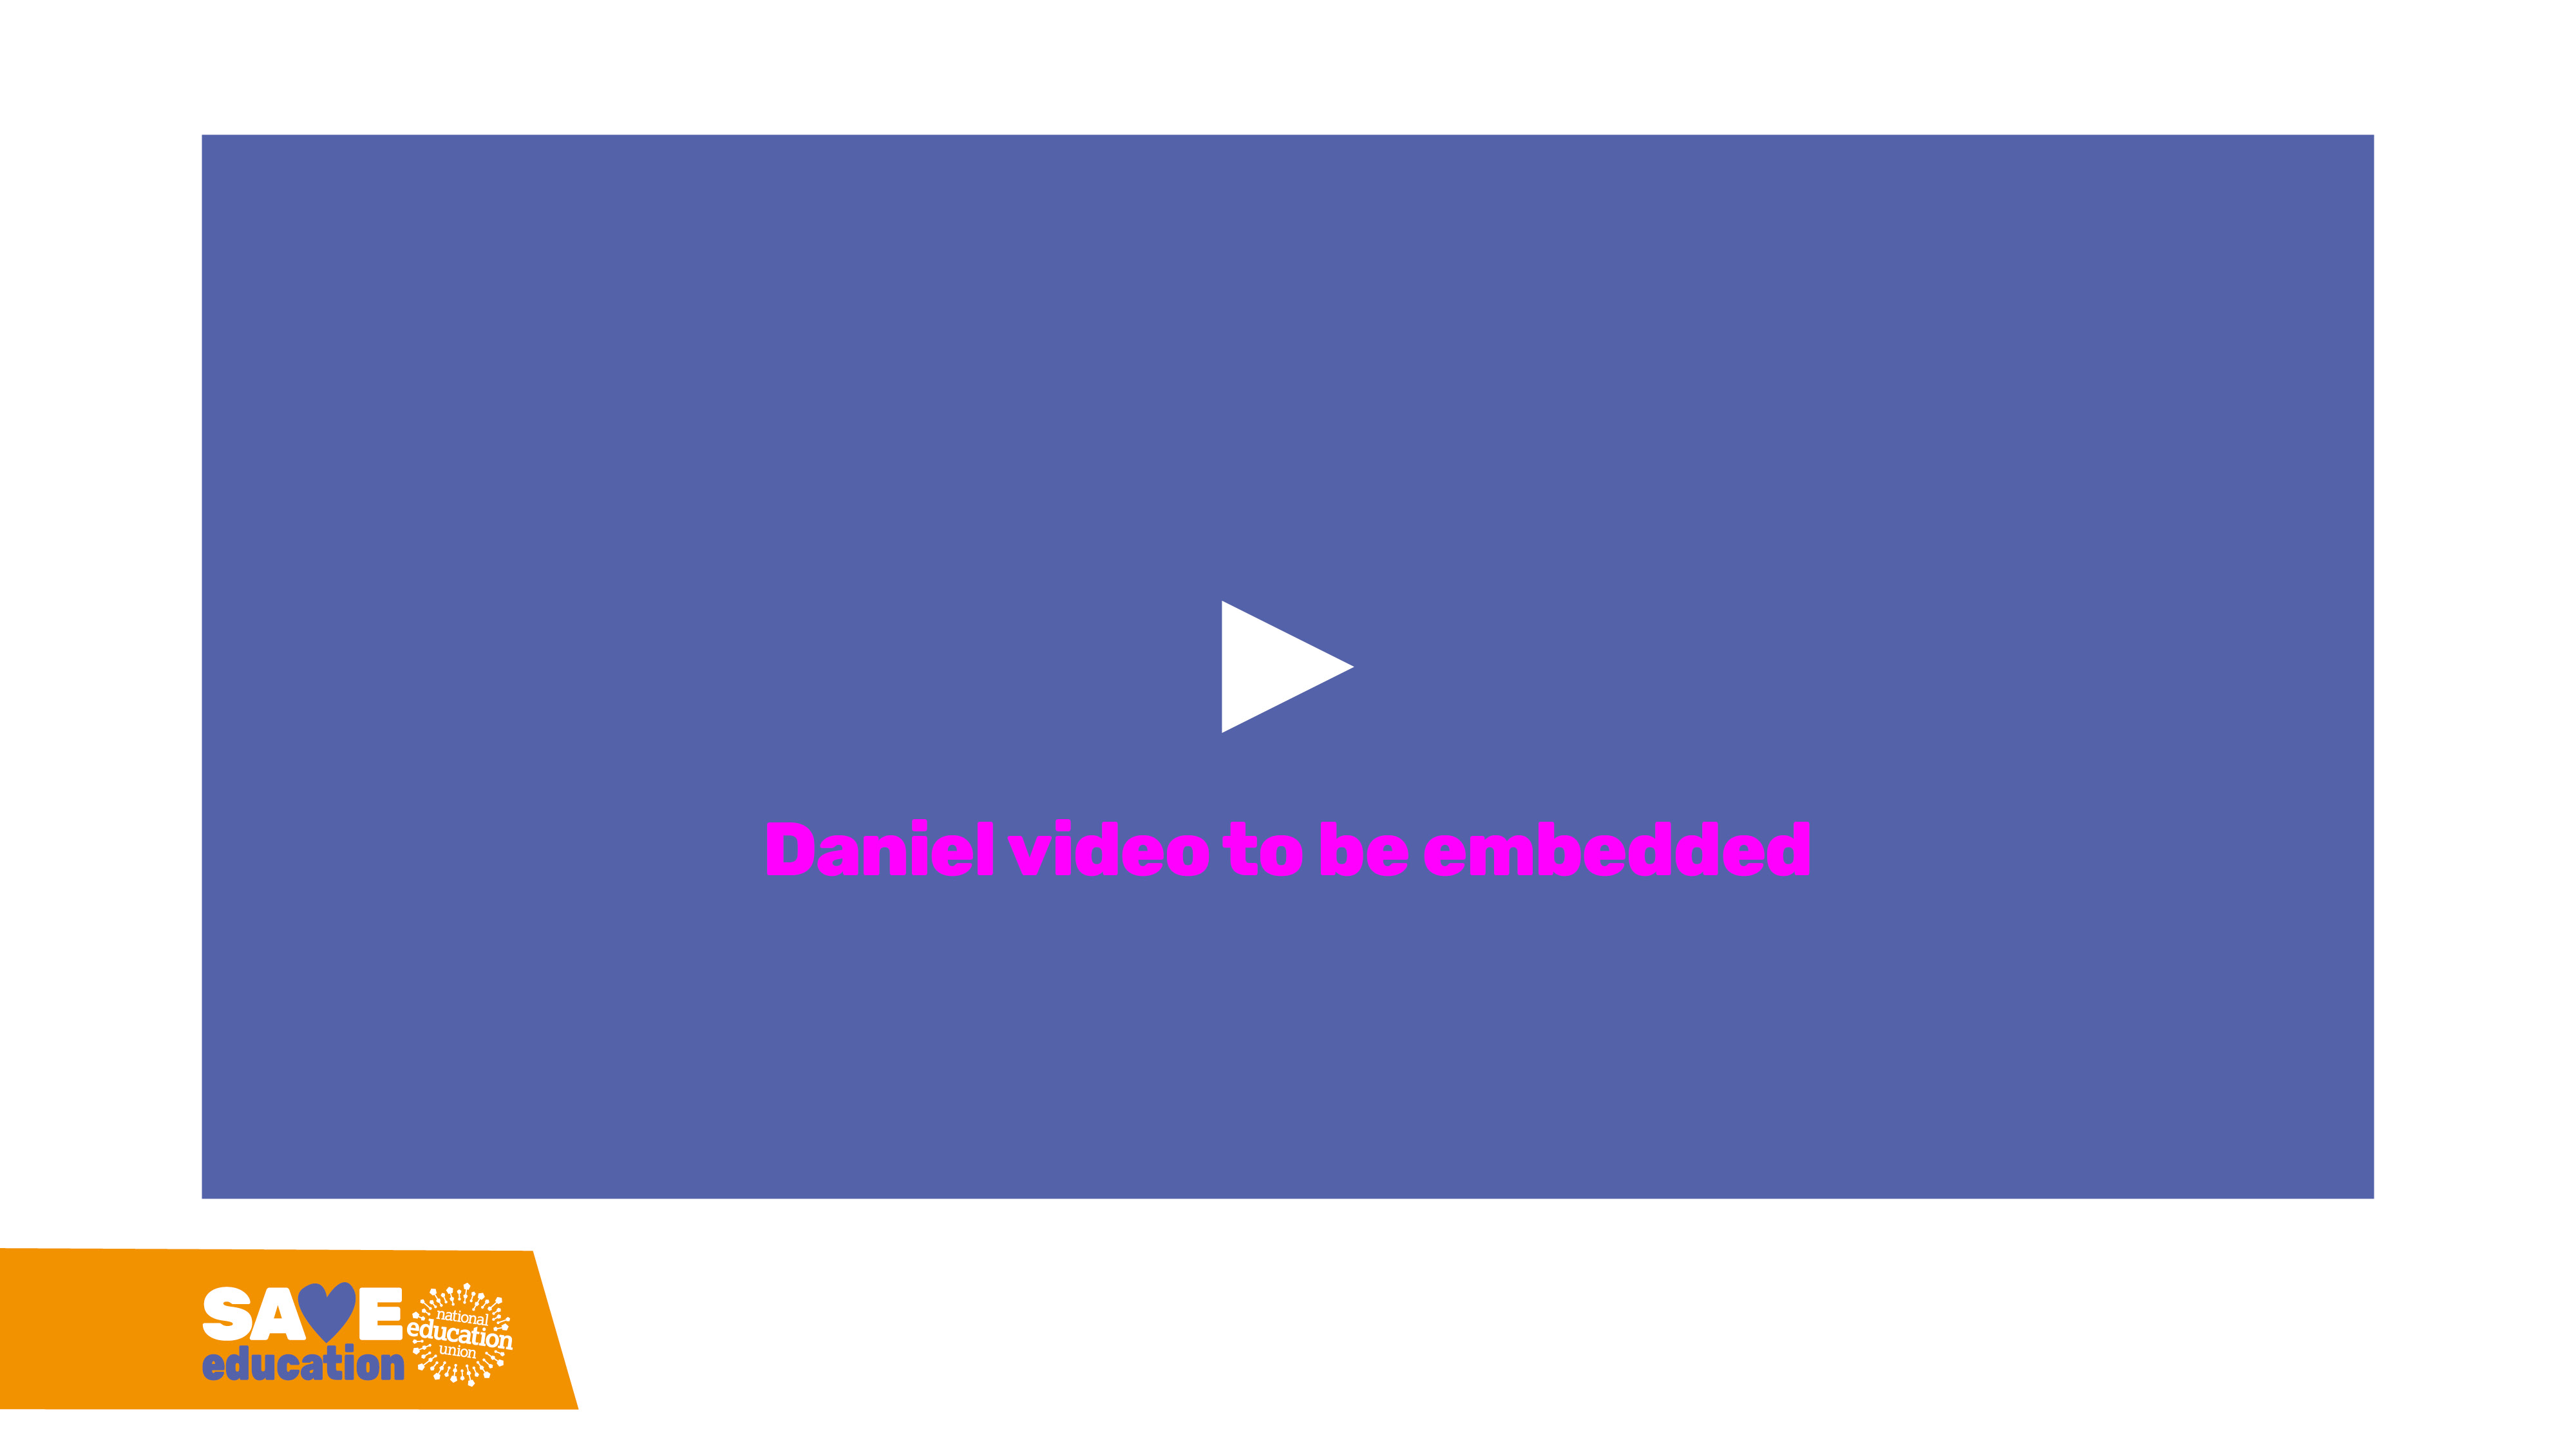 Daniel video to be embedded
SAVE
education
national
education
union